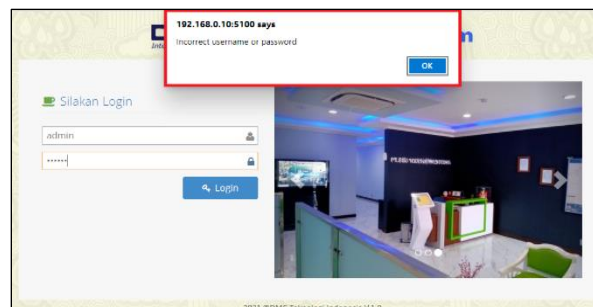 192.168.0.10:5100 says
Incorrect username or password
OK
Silakan Login
admin
Login